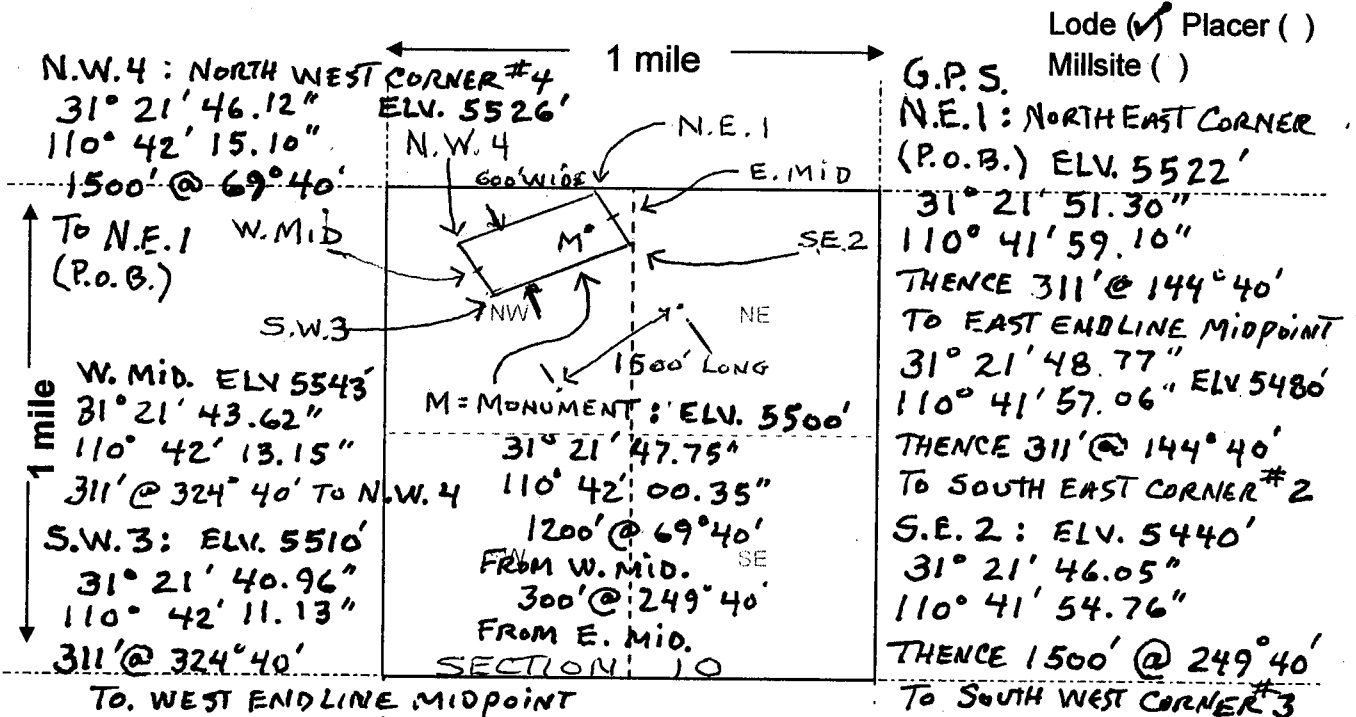 Lode (✓) Placer ( )
Millsite ( )
1 mile
N.W.4 : NORTH WEST CORNER #4
31° 21' 46.12" ELV. 5526'
110° 42' 15.10"
1500' @ 69°40'
TO N.E.1
(P.O.B.)
N.W. 4
600' WIDE
N.E.1
E. MID
W. MID
M
S.E.2
S.W.3
NW
NE
1500' LONG
1 mile
M = MONUMENT : ELV. 5500'
31° 21' 47.75"
110° 42' 00.35"
1200' @ 69°40'
FROM W. MID.
SE
300' @ 249°40'
FROM E. MID.
SECTION 10
W. MID. ELV 5543'
31° 21' 43.62"
110° 42' 13.15"
311' @ 324°40' TO N.W. 4
S.W.3: ELV. 5510'
31° 21' 40.96"
110° 42' 11.13"
311' @ 324°40'
TO. WEST ENDLINE MIDPOINT
G.P.S.
N.E.1 : NORTH EAST CORNER
(P.O.B.) ELV. 5522'
31° 21' 51.30"
110° 41' 59.10"
THENCE 311' @ 144°40'
TO EAST ENDLINE MIDPOINT
31° 21' 48.77"
110° 41' 57.06" ELV. 5480'
THENCE 311' @ 144°40'
TO SOUTH EAST CORNER #2
S.E.2 : ELV. 5440'
31° 21' 46.05"
110° 41' 54.76"
THENCE 1500' @ 249°40'
TO SOUTH WEST CORNER #3